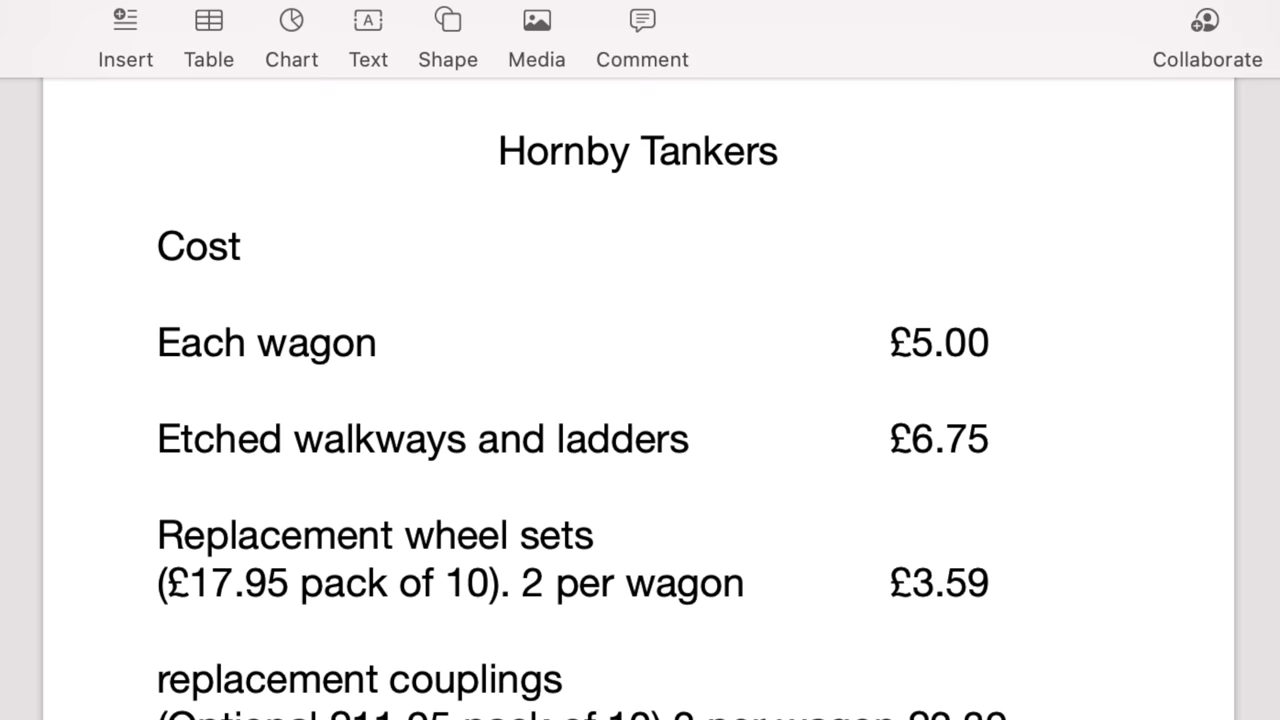 Insert Table Chart Text Shape Media Comment Collaborate
Hornby Tankers
Cost
Each wagon £5.00
Etched walkways and ladders £6.75
Replacement wheel sets
(£17.95 pack of 10). 2 per wagon £3.59
replacement couplings